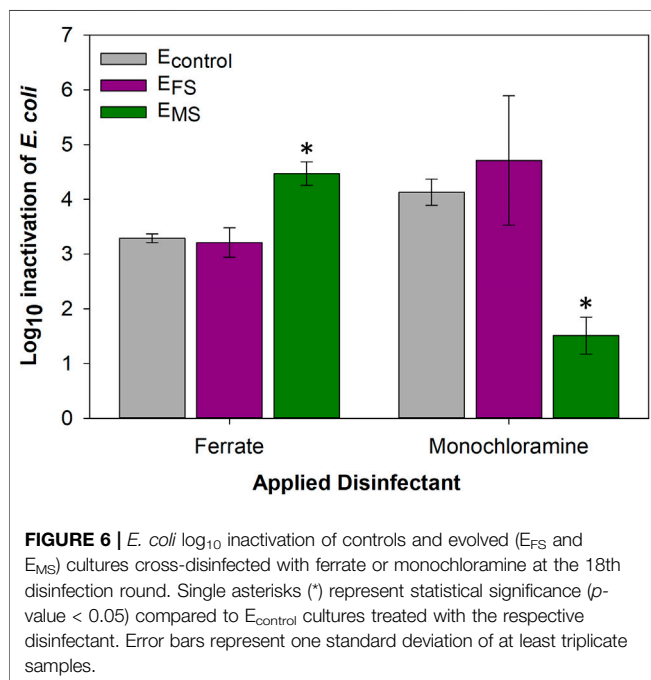 7
6
5
4
3
2
1
0
Log10 inactivation of E. coli
Econtrol
EFS
EMS
*
*
Ferrate
Monochloramine
Applied Disinfectant
FIGURE 6 | E. coli log10 inactivation of controls and evolved (EFS and
EMS) cultures cross-disinfected with ferrate or monochloramine at the 18th
disinfection round. Single asterisks (*) represent statistical significance (p-
value < 0.05) compared to Econtrol cultures treated with the respective
disinfectant. Error bars represent one standard deviation of at least triplicate
samples.